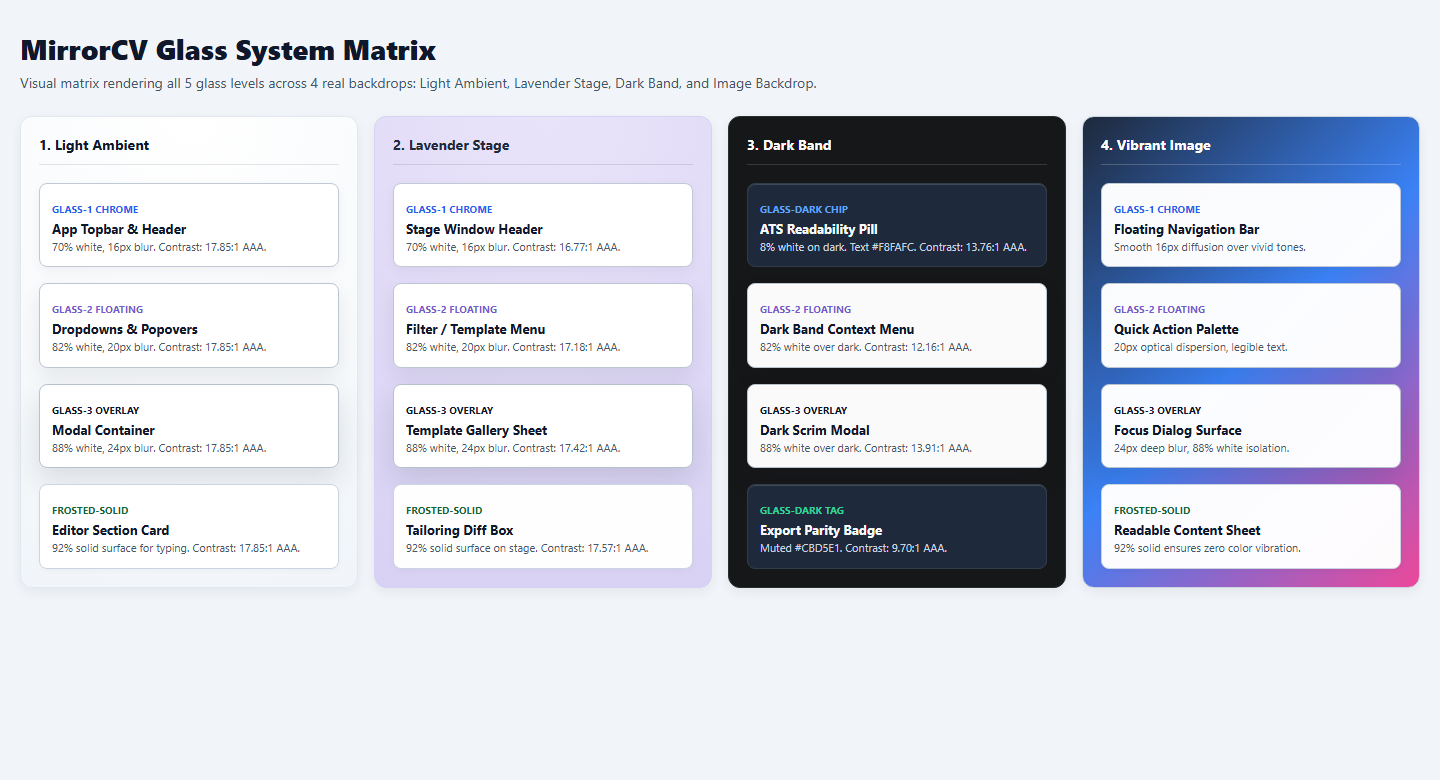 MirrorCV Glass System Matrix
Visual matrix rendering all 5 glass levels across 4 real backdrops: Light Ambient, Lavender Stage, Dark Band, and Image Backdrop.
1. Light Ambient
GLASS-1 CHROME
App Topbar & Header
70% white, 16px blur. Contrast: 17.85:1 AAA.
GLASS-2 FLOATING
Dropdowns & Popovers
82% white, 20px blur. Contrast: 17.85:1 AAA.
GLASS-3 OVERLAY
Modal Container
88% white, 24px blur. Contrast: 17.85:1 AAA.
FROSTED-SOLID
Editor Section Card
92% solid surface for typing. Contrast: 17.85:1 AAA.
2. Lavender Stage
GLASS-1 CHROME
Stage Window Header
70% white, 16px blur. Contrast: 16.77:1 AAA.
GLASS-2 FLOATING
Filter / Template Menu
82% white, 20px blur. Contrast: 17.18:1 AAA.
GLASS-3 OVERLAY
Template Gallery Sheet
88% white, 24px blur. Contrast: 17.42:1 AAA.
FROSTED-SOLID
Tailoring Diff Box
92% solid surface on stage. Contrast: 17.57:1 AAA.
3. Dark Band
GLASS-DARK CHIP
ATS Readability Pill
8% white on dark. Text #F8FAFC. Contrast: 13.76:1 AAA.
GLASS-2 FLOATING
Dark Band Context Menu
82% white over dark. Contrast: 12.16:1 AAA.
GLASS-3 OVERLAY
Dark Scrim Modal
88% white over dark. Contrast: 13.91:1 AAA.
GLASS-DARK TAG
Export Parity Badge
Muted #CBD5E1. Contrast: 9.70:1 AAA.
4. Vibrant Image
GLASS-1 CHROME
Floating Navigation Bar
Smooth 16px diffusion over vivid tones.
GLASS-2 FLOATING
Quick Action Palette
20px optical dispersion, legible text.
GLASS-3 OVERLAY
Focus Dialog Surface
24px deep blur, 88% white isolation.
FROSTED-SOLID
Readable Content Sheet
92% solid ensures zero color vibration.